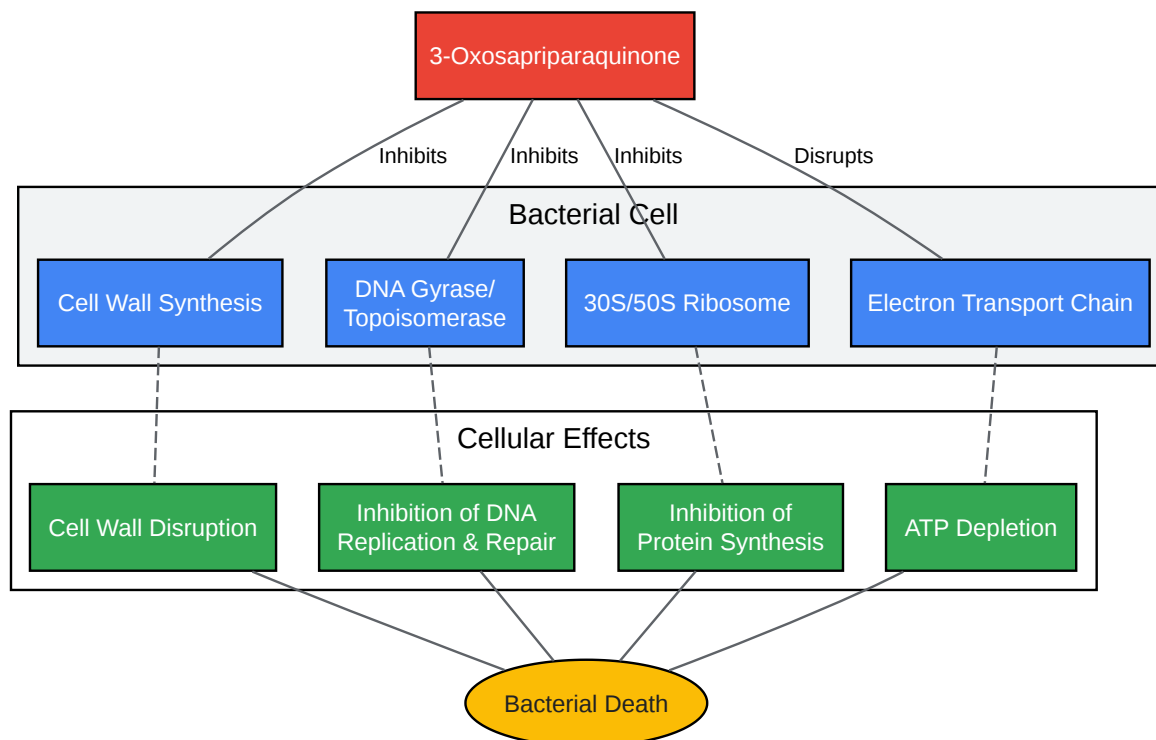 3-Oxosapriparaquinone
Inhibits
Inhibits
Inhibits
Disrupts
Bacterial Cell
Cell Wall Synthesis
DNA Gyrase/
Topoisomerase
30S/50S Ribosome
Electron Transport Chain
Cellular Effects
Cell Wall Disruption
Inhibition of DNA
Replication & Repair
Inhibition of
Protein Synthesis
ATP Depletion
Bacterial Death